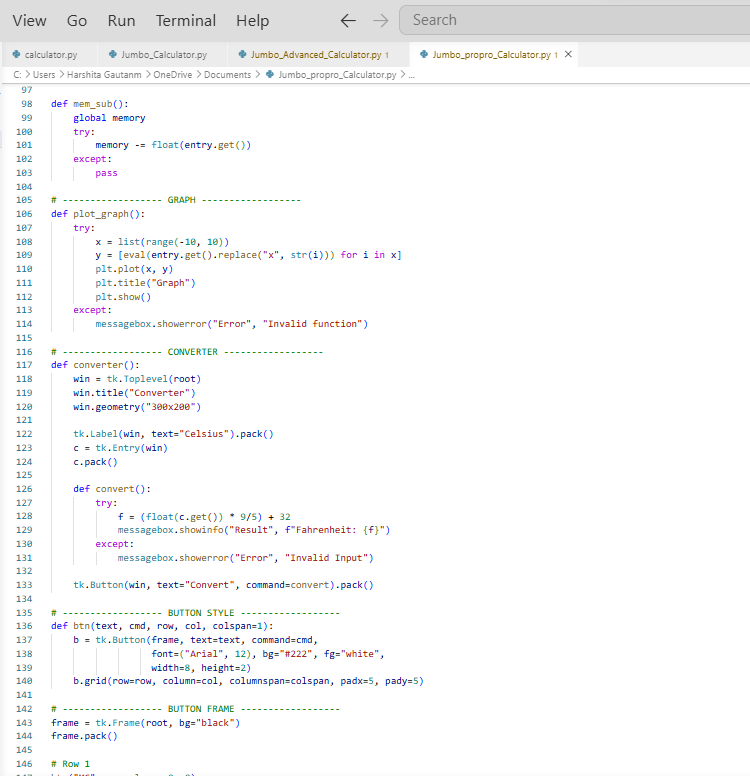 View Go Run Terminal Help ← → Search
calculator.py Jumbo_Calculator.py Jumbo_Advanced_Calculator.py 1 Jumbo_propro_Calculator.py 1 ×
C: > Users > Harshita Gautanm > OneDrive > Documents > Jumbo_propro_Calculator.py > ...
97
98 def mem_sub():
99     global memory
100     try:
101         memory -= float(entry.get())
102     except:
103         pass
104
105 # ------------------ GRAPH ------------------
106 def plot_graph():
107     try:
108         x = list(range(-10, 10))
109         y = [eval(entry.get().replace("x", str(i))) for i in x]
110         plt.plot(x, y)
111         plt.title("Graph")
112         plt.show()
113     except:
114         messagebox.showerror("Error", "Invalid function")
115
116 # ------------------ CONVERTER ------------------
117 def converter():
118     win = tk.Toplevel(root)
119     win.title("Converter")
120     win.geometry("300x200")
121
122     tk.Label(win, text="Celsius").pack()
123     c = tk.Entry(win)
124     c.pack()
125
126     def convert():
127         try:
128             f = (float(c.get()) * 9/5) + 32
129             messagebox.showinfo("Result", f"Fahrenheit: {f}")
130         except:
131             messagebox.showerror("Error", "Invalid Input")
132
133     tk.Button(win, text="Convert", command=convert).pack()
134
135 # ------------------ BUTTON STYLE ------------------
136 def btn(text, cmd, row, col, colspan=1):
137     b = tk.Button(frame, text=text, command=cmd,
138                   font=("Arial", 12), bg="#222", fg="white",
139                   width=8, height=2)
140     b.grid(row=row, column=col, columnspan=colspan, padx=5, pady=5)
141
142 # ------------------ BUTTON FRAME ------------------
143 frame = tk.Frame(root, bg="black")
144 frame.pack()
145
146 # Row 1